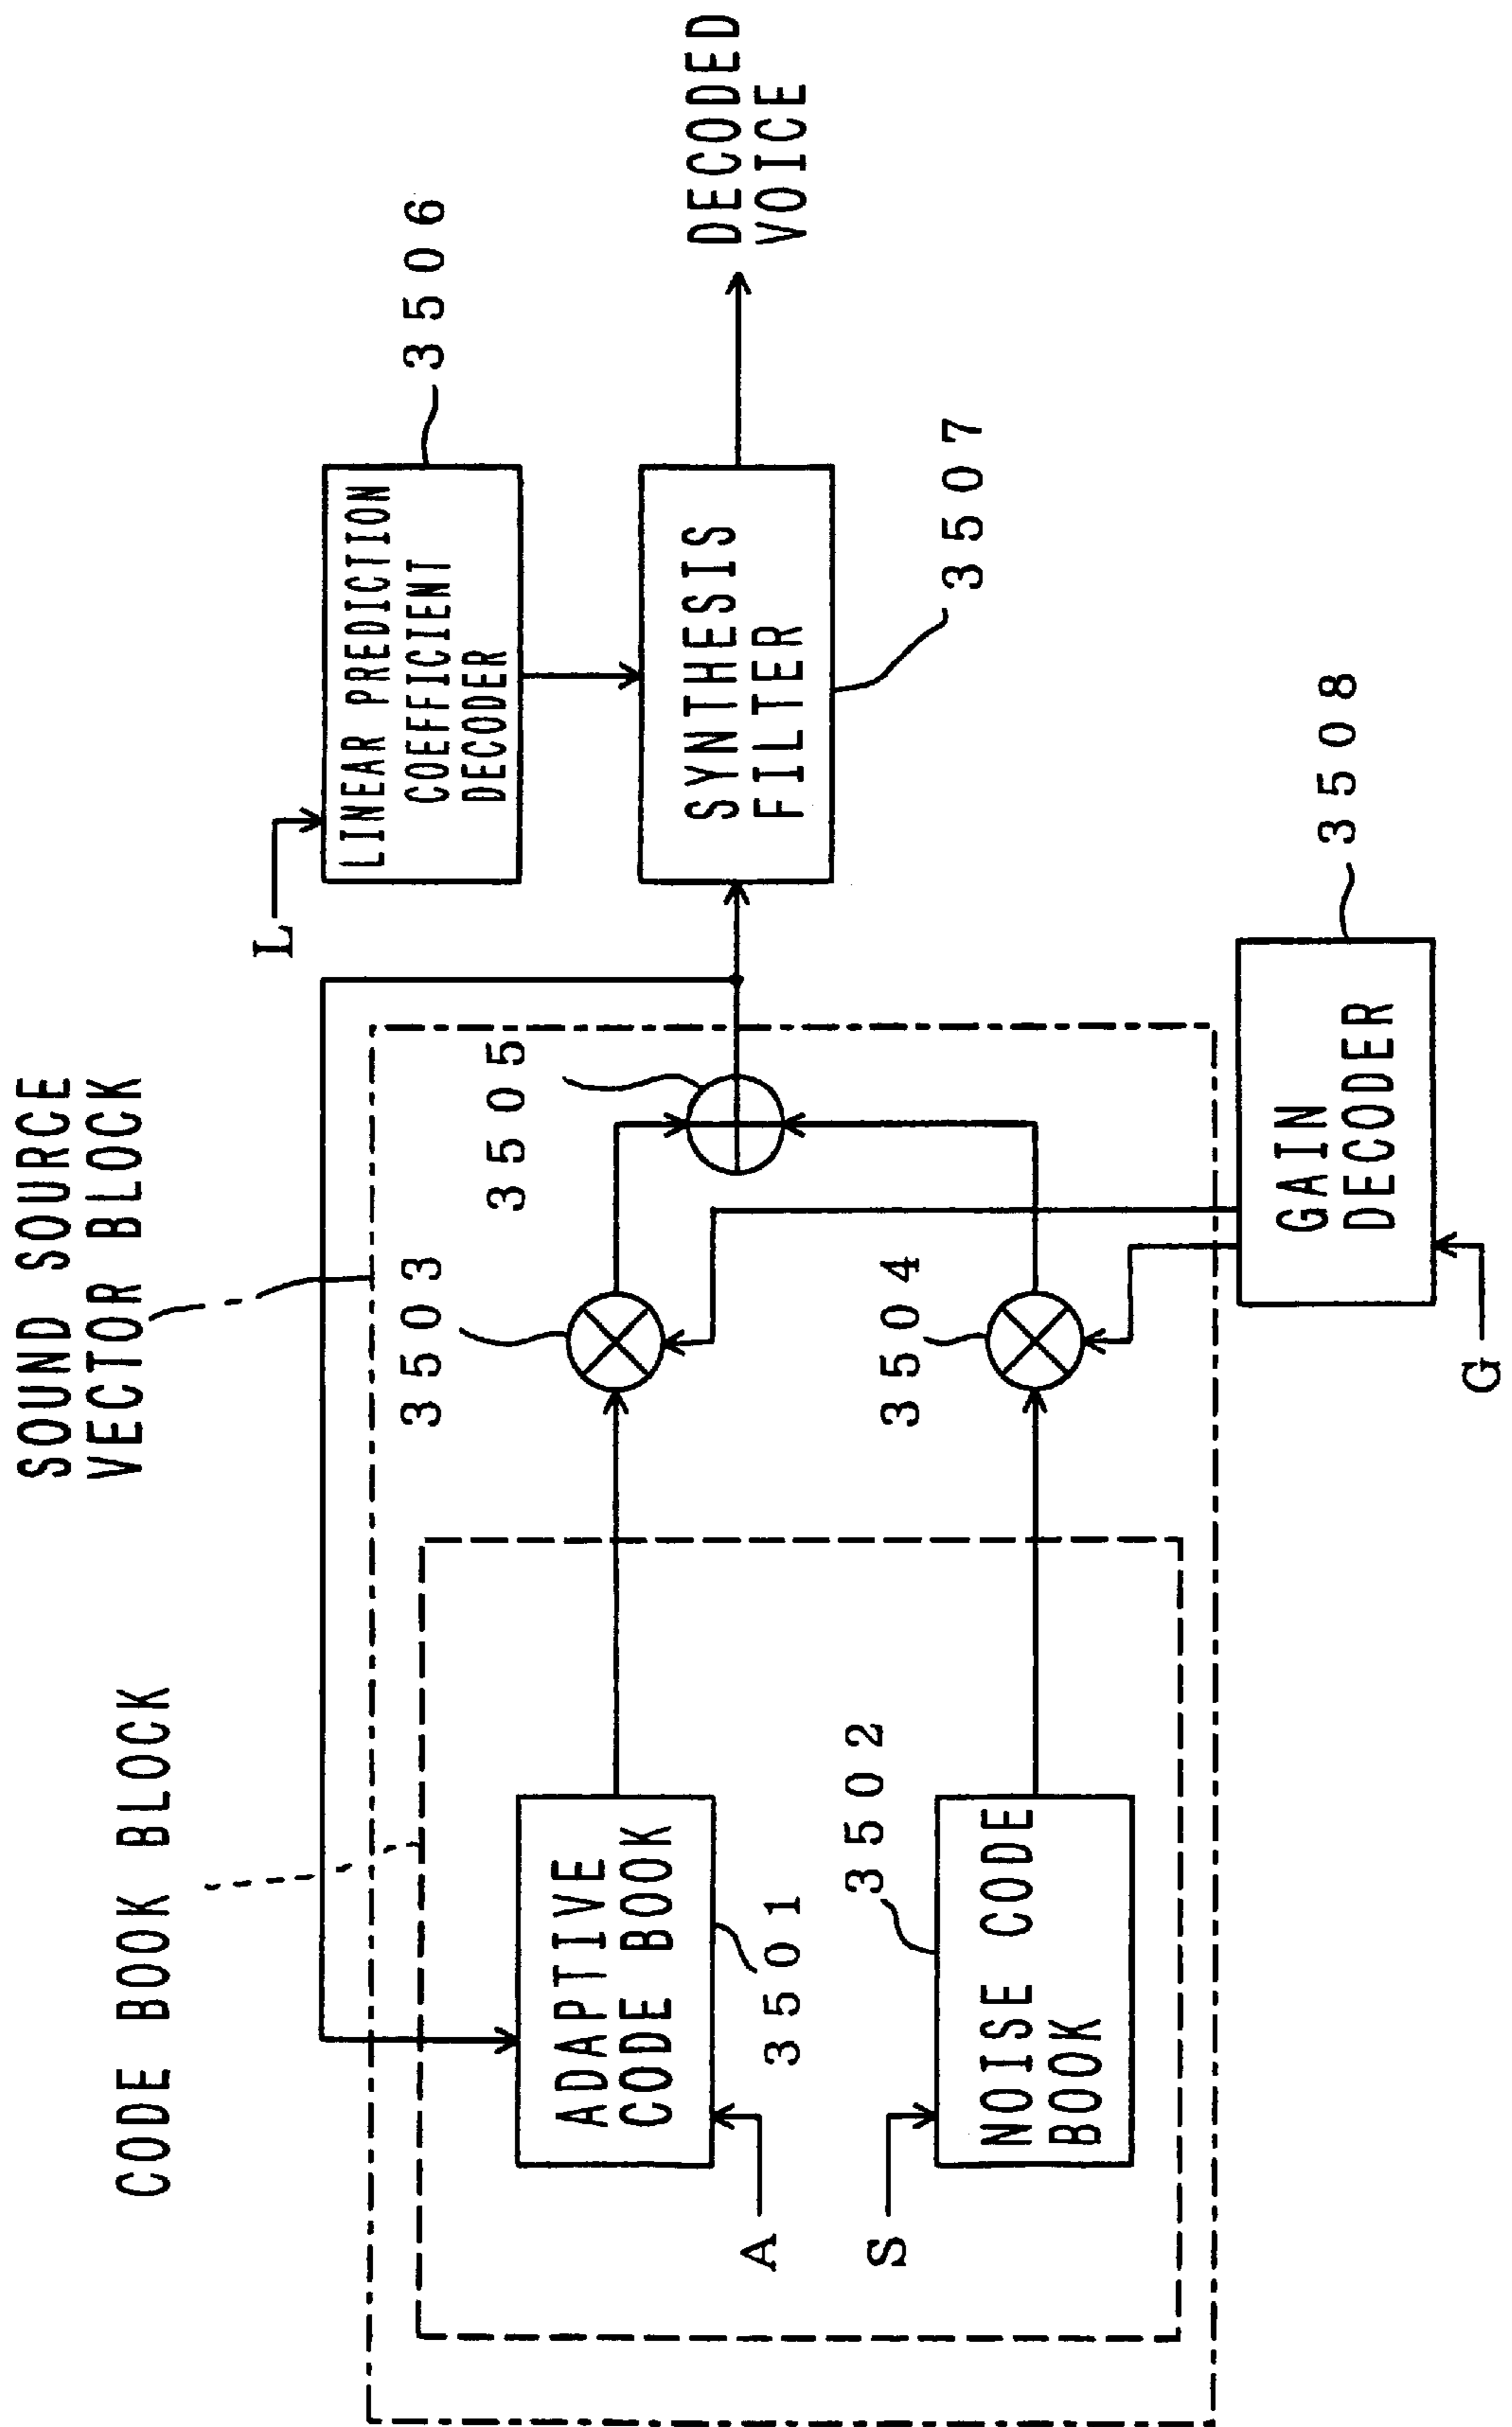 SOUND SOURCE
VECTOR BLOCK
CODE BOOK BLOCK
L
LINEAR PREDICTION
COEFFICIENT
DECODER
3506
3503
3505
ADAPTIVE
CODE BOOK
3501
A
SYNTHESIS
FILTER
3507
DECODED
VOICE
S
3502
NOISE CODE
BOOK
3504
GAIN
DECODER
3508
G